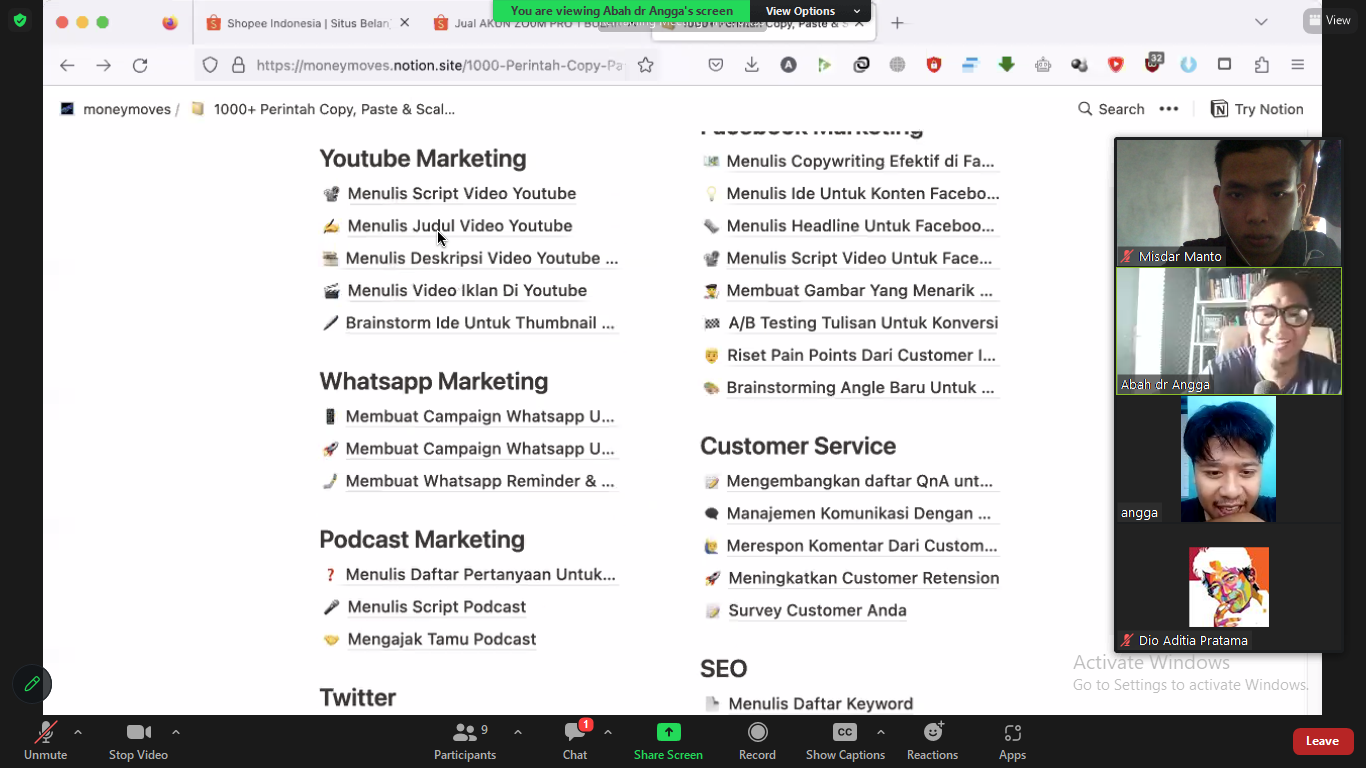 You are viewing Abah dr Angga's screen
View Options
View
Shopee Indonesia | Situs Belan
Jual AKUN ZOOM PRO 1 BU
Copy, Paste & S
https://moneymoves.notion.site/1000-Perintah-Copy-Pa
32
moneymoves /
1000+ Perintah Copy, Paste & Scal...
Search
Try Notion
Youtube Marketing
Menulis Script Video Youtube
Menulis Judul Video Youtube
Menulis Deskripsi Video Youtube ...
Menulis Video Iklan Di Youtube
Brainstorm Ide Untuk Thumbnail ...
Whatsapp Marketing
Membuat Campaign Whatsapp U...
Membuat Campaign Whatsapp U...
Membuat Whatsapp Reminder & ...
Podcast Marketing
Menulis Daftar Pertanyaan Untuk...
Menulis Script Podcast
Mengajak Tamu Podcast
Twitter
Facebook Marketing
Menulis Copywriting Efektif di Fa...
Menulis Ide Untuk Konten Facebo...
Menulis Headline Untuk Faceboo...
Menulis Script Video Untuk Face...
Membuat Gambar Yang Menarik ...
A/B Testing Tulisan Untuk Konversi
Riset Pain Points Dari Customer I...
Brainstorming Angle Baru Untuk ...
Customer Service
Mengembangkan daftar QnA unt...
Manajemen Komunikasi Dengan ...
Merespon Komentar Dari Custom...
Meningkatkan Customer Retension
Survey Customer Anda
SEO
Menulis Daftar Keyword
Misdar Manto
Abah dr Angga
angga
Dio Aditia Pratama
Activate Windows
Go to Settings to activate Windows.
Unmute
Stop Video
Participants
9
Chat
1
Share Screen
Record
CC
Show Captions
Reactions
Apps
Leave